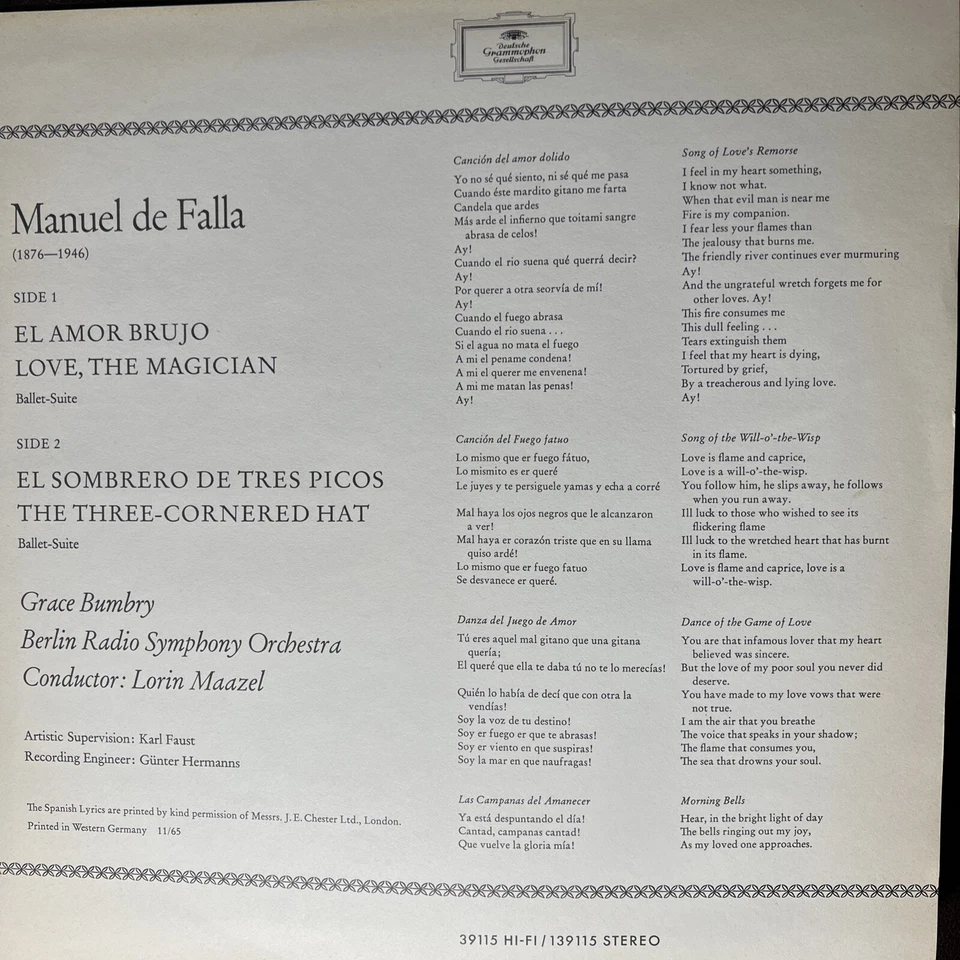 Deutsche
Grammophon
Gesellschaft
Manuel de Falla
(1876—1946)
SIDE 1
EL AMOR BRUJO
LOVE, THE MAGICIAN
Ballet-Suite
SIDE 2
EL SOMBRERO DE TRES PICOS
THE THREE-CORNERED HAT
Ballet-Suite
Grace Bumbry
Berlin Radio Symphony Orchestra
Conductor: Lorin Maazel
Artistic Supervision: Karl Faust
Recording Engineer: Günter Hermanns
The Spanish Lyrics are printed by kind permission of Messrs. J. E. Chester Ltd., London.
Printed in Western Germany 11/65
Canción del amor dolido
Yo no sé qué siento, ni sé qué me pasa
Cuando éste mardito gitano me farta
Candela que ardes
Más arde el infierno que toitami sangre
abrasa de celos!
Ay!
Cuando el rio suena qué querrá decir?
Ay!
Por querer a otra seorvía de mí!
Ay!
Cuando el fuego abrasa
Cuando el rio suena . . .
Si el agua no mata el fuego
A mi el pename condena!
A mi el querer me envenena!
A mi me matan las penas!
Ay!
Canción del Fuego fatuo
Lo mismo que er fuego fátuo,
Lo mismito es er queré
Le juyes y te persiguele yamas y echa a corré
Mal haya los ojos negros que le alcanzaron
a ver!
Mal haya er corazón triste que en su llama
quiso ardé!
Lo mismo que er fuego fatuo
Se desvanece er queré.
Danza del Juego de Amor
Tú eres aquel mal gitano que una gitana
quería;
El queré que ella te daba tú no te lo merecías!
Quién lo había de decí que con otra la
vendías!
Soy la voz de tu destino!
Soy er fuego er que te abrasas!
Soy er viento en que suspiras!
Soy la mar en que naufragas!
Las Campanas del Amanecer
Ya está despuntando el día!
Cantad, campanas cantad!
Que vuelve la gloria mía!
Song of Love's Remorse
I feel in my heart something,
I know not what.
When that evil man is near me
Fire is my companion.
I fear less your flames than
The jealousy that burns me.
The friendly river continues ever murmuring
Ay!
And the ungrateful wretch forgets me for
other loves. Ay!
This fire consumes me
This dull feeling . . .
Tears extinguish them
I feel that my heart is dying,
Tortured by grief,
By a treacherous and lying love.
Ay!
Song of the Will-o'-the-Wisp
Love is flame and caprice,
Love is a will-o'-the-wisp.
You follow him, he slips away, he follows
when you run away.
Ill luck to those who wished to see its
flickering flame
Ill luck to the wretched heart that has burnt
in its flame.
Love is flame and caprice, love is a
will-o'-the-wisp.
Dance of the Game of Love
You are that infamous lover that my heart
believed was sincere.
But the love of my poor soul you never did
deserve.
You have made to my love vows that were
not true.
I am the air that you breathe
The voice that speaks in your shadow;
The flame that consumes you,
The sea that drowns your soul.
Morning Bells
Hear, in the bright light of day
The bells ringing out my joy,
As my loved one approaches.
39115 HI-FI / 139115 STEREO